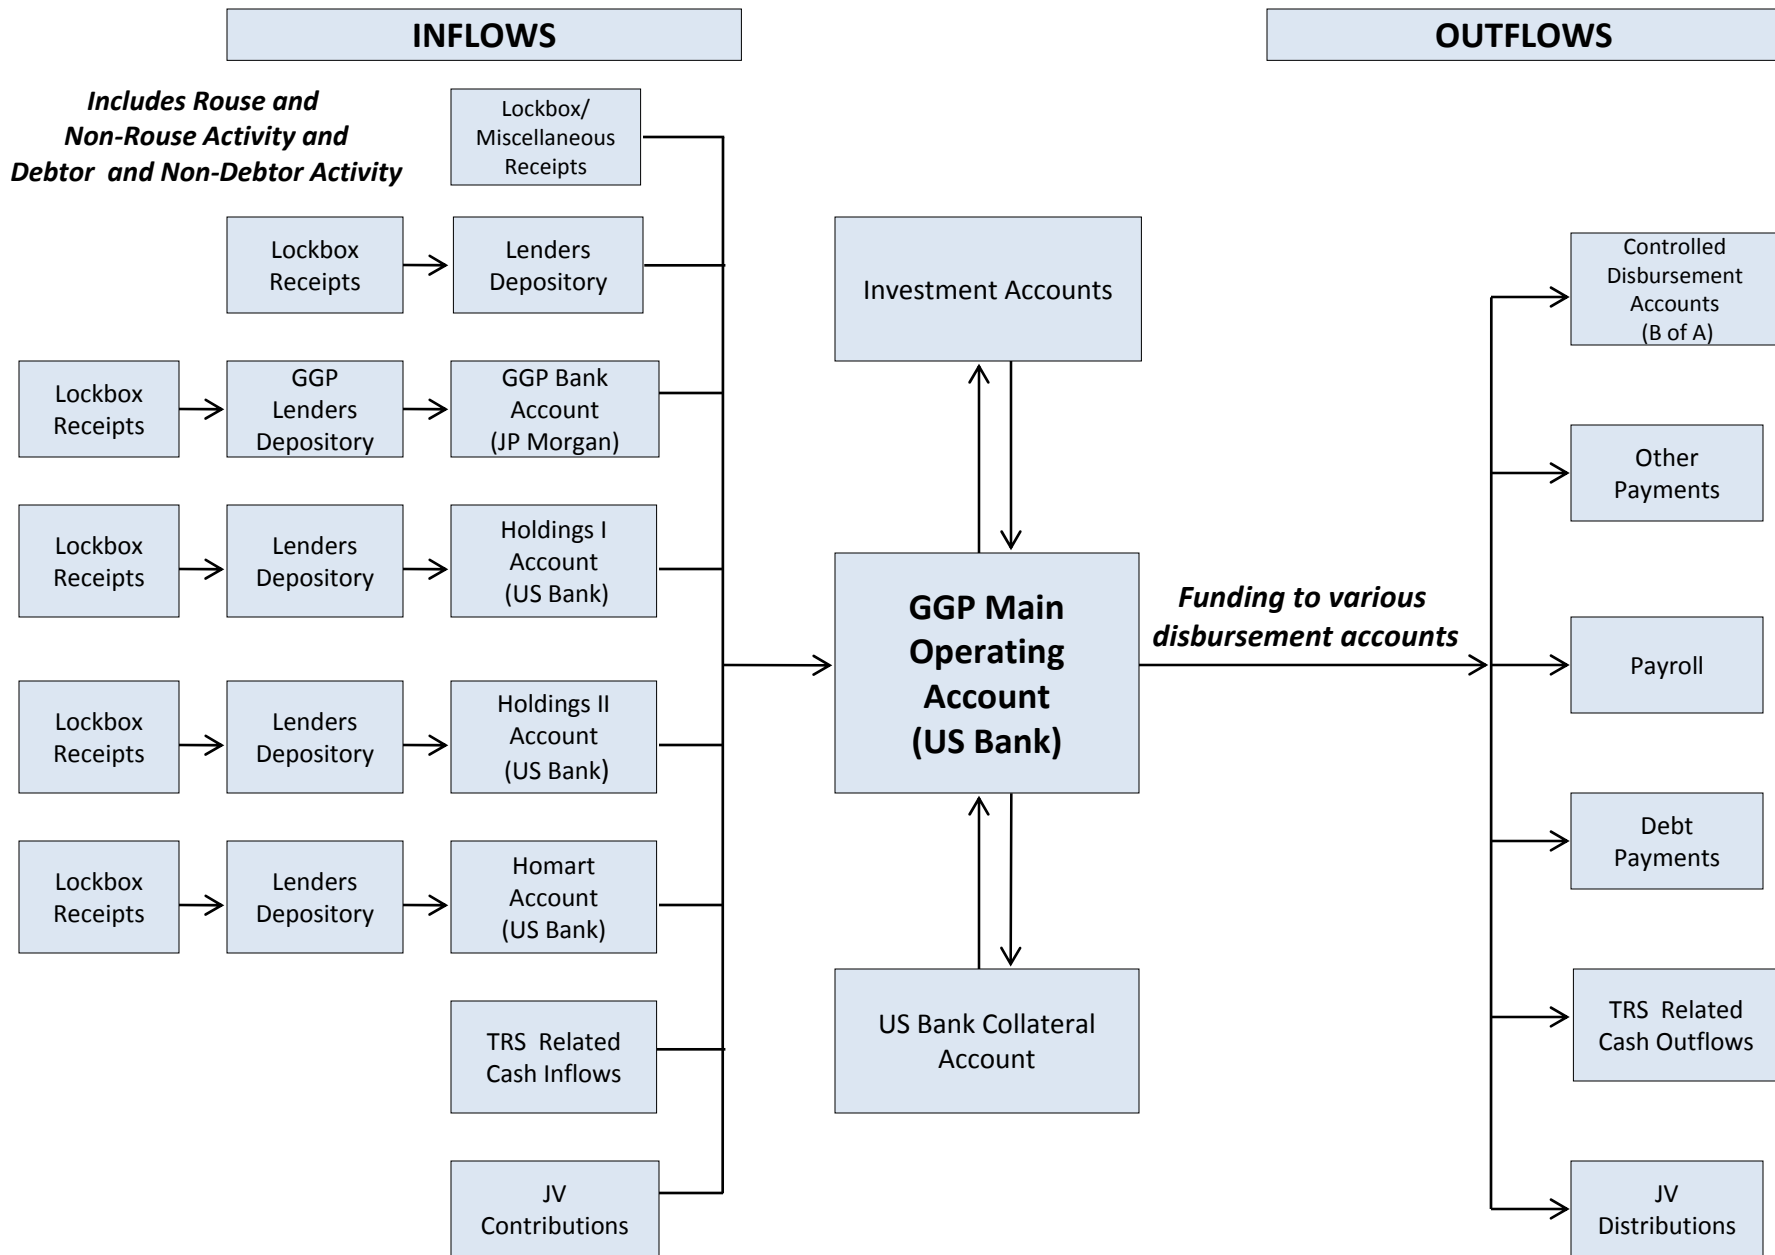 INFLOWS
OUTFLOWS
Includes Rouse and
Non-Rouse Activity and
Debtor and Non-Debtor Activity
Lockbox/
Miscellaneous
Receipts
Lockbox
Receipts
Lenders
Depository
Lockbox
Receipts
GGP
Lenders
Depository
GGP Bank
Account
(JP Morgan)
Lockbox
Receipts
Lenders
Depository
Holdings I
Account
(US Bank)
Lockbox
Receipts
Lenders
Depository
Holdings II
Account
(US Bank)
Lockbox
Receipts
Lenders
Depository
Homart
Account
(US Bank)
TRS Related
Cash Inflows
JV
Contributions
Investment Accounts
GGP Main
Operating
Account
(US Bank)
US Bank Collateral
Account
Funding to various
disbursement accounts
Controlled
Disbursement
Accounts
(B of A)
Other
Payments
Payroll
Debt
Payments
TRS Related
Cash Outflows
JV
Distributions